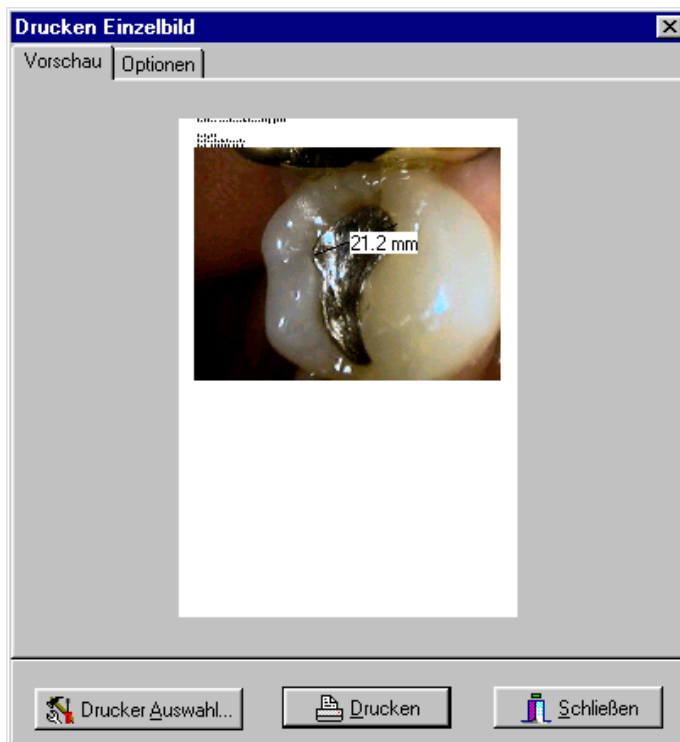 Drucken Einzelbild
Vorschau Optionen
21.2 mm
Drucker Auswahl... Drucken Schließen